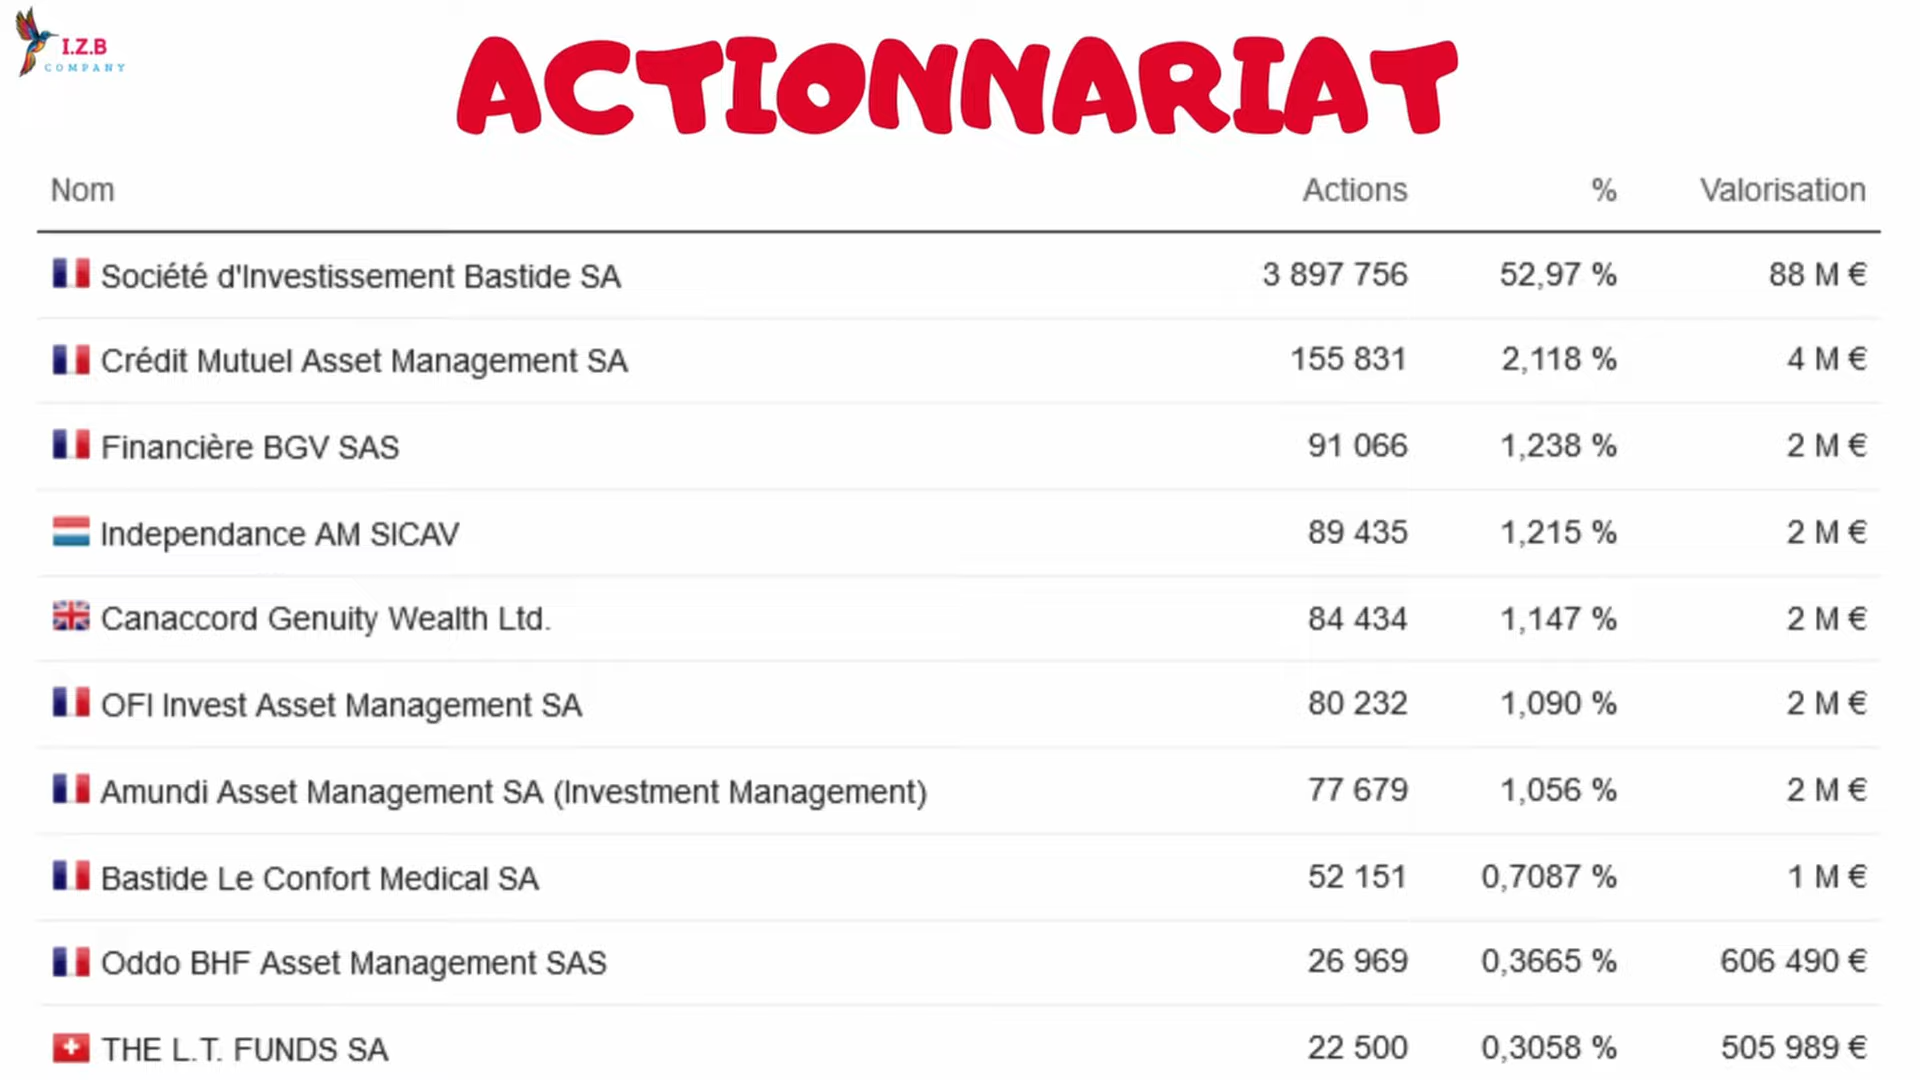 I.Z.B
COMPANY
ACTIONNARIAT
Nom Actions % Valorisation
Société d'Investissement Bastide SA 3 897 756 52,97 % 88 M €
Crédit Mutuel Asset Management SA 155 831 2,118 % 4 M €
Financière BGV SAS 91 066 1,238 % 2 M €
Independance AM SICAV 89 435 1,215 % 2 M €
Canaccord Genuity Wealth Ltd. 84 434 1,147 % 2 M €
OFI Invest Asset Management SA 80 232 1,090 % 2 M €
Amundi Asset Management SA (Investment Management) 77 679 1,056 % 2 M €
Bastide Le Confort Medical SA 52 151 0,7087 % 1 M €
Oddo BHF Asset Management SAS 26 969 0,3665 % 606 490 €
THE L.T. FUNDS SA 22 500 0,3058 % 505 989 €